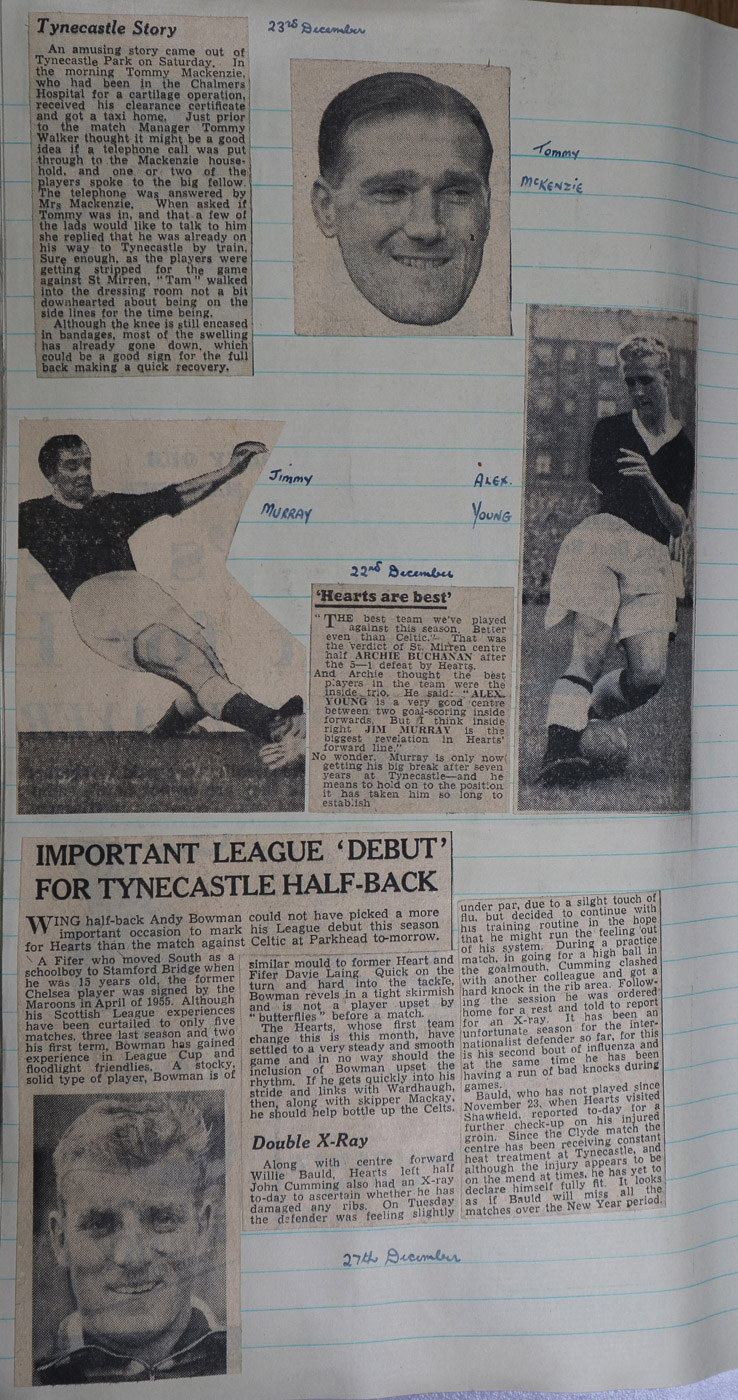 Tynecastle Story
An amusing story came out of
Tynecastle Park on Saturday. In
the morning Tommy Mackenzie,
who had been in the Chalmers
Hospital for a cartilage operation,
received his clearance certificate
and got a taxi home. Just prior
to the match Manager Tommy
Walker thought it might be a good
idea if a telephone call was put
through to the Mackenzie house-
hold, and one or two of the
players spoke to the big fellow.
The telephone was answered by
Mrs Mackenzie. When asked if
Tommy was in, and that a few of
the lads would like to talk to him
she replied that he was already on
his way to Tynecastle by train.
Sure enough, as the players were
getting stripped for the game
against St Mirren, "Tam" walked
into the dressing room not a bit
downhearted about being on the
side lines for the time being.
Although the knee is still encased
in bandages, most of the swelling
has already gone down, which
could be a good sign for the full
back making a quick recovery.
23rd December
Tommy
McKENZIE
Jimmy
MURRAY
ALEX.
YOUNG
22nd December
'Hearts are best'
"THE best team we've played
against this season. Better
even than Celtic." That was
the verdict of St. Mirren centre
half ARCHIE BUCHANAN after
the 5—1 defeat by Hearts.
And Archie thought the best
players in the team were the
inside trio. He said: "ALEX.
YOUNG is a very good centre
between two goal-scoring inside
forwards. But I think inside
right JIM MURRAY is the
biggest revelation in Hearts'
forward line."
No wonder. Murray is only now
getting his big break after seven
years at Tynecastle—and he
means to hold on to the position
it has taken him so long to
establish
IMPORTANT LEAGUE 'DEBUT'
FOR TYNECASTLE HALF-BACK
WING half-back Andy Bowman could not have picked a more
important occasion to mark his League debut this season
for Hearts than the match against Celtic at Parkhead to-morrow.
A Fifer who moved South as a
schoolboy to Stamford Bridge when
he was 15 years old, the former
Chelsea player was signed by the
Maroons in April of 1955. Although
his Scottish League experiences
have been curtailed to only five
matches, three last season and two
his first term, Bowman has gained
experience in League Cup and
floodlight friendlies. A stocky,
solid type of player, Bowman is of
similar mould to former Heart and
Fifer Davie Laing. Quick on the
turn and hard into the tackle,
Bowman revels in a tight skirmish
and is not a player upset by
"butterflies" before a match.
The Hearts, whose first team
change this is this month, have
settled to a very steady and smooth
game and in no way should the
inclusion of Bowman upset the
rhythm. If he gets quickly into his
stride and links with Wardhaugh,
then, along with skipper Mackay,
he should help bottle up the Celts.
Double X-Ray
Along with centre forward
Willie Bauld, Hearts left half
John Cumming also had an X-ray
to-day to ascertain whether he has
damaged any ribs. On Tuesday
the defender was feeling slightly
under par, due to a silght touch of
flu, but decided to continue with
his training routine in the hope
that he might run the feeling out
of his system. During a practice
match, in going for a high ball in
the goalmouth, Cumming clashed
with another colleague and got a
hard knock in the rib area. Follow-
ing the session he was ordered
home for a rest and told to report
for an X-ray. It has been an
unfortunate season for the inter-
nationalist defender so far, for this
is his second bout of influenza and
at the same time he has been
having a run of bad knocks during
games.
Bauld, who has not played since
November 23, when Hearts visited
Shawfield, reported to-day for a
further check-up on his injured
groin. Since the Clyde match the
centre has been receiving constant
heat treatment at Tynecastle, and
although the injury appears to be
on the mend at times, he has yet to
declare himself fully fit. It looks
as if Bauld will miss all the
matches over the New Year period.
27th December